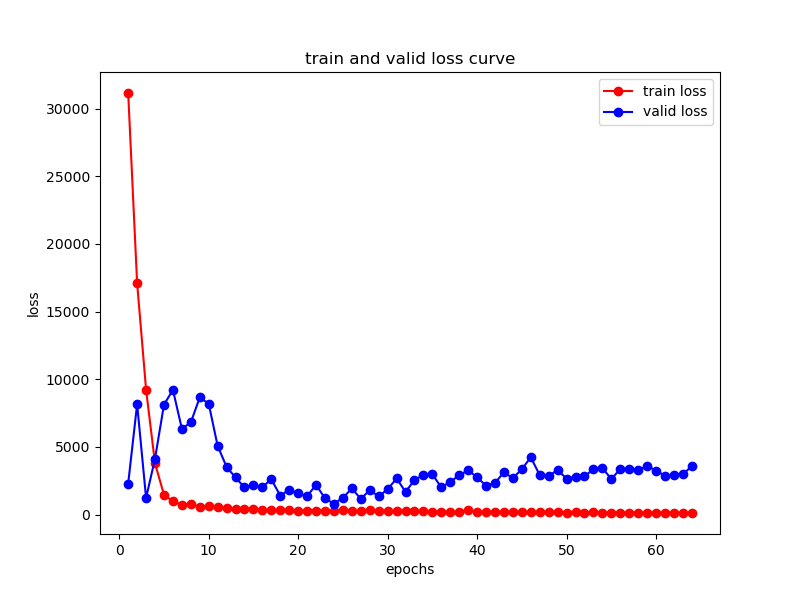 train and valid loss curve
train loss
valid loss
loss
30000
25000
20000
15000
10000
5000
0
0 10 20 30 40 50 60
epochs